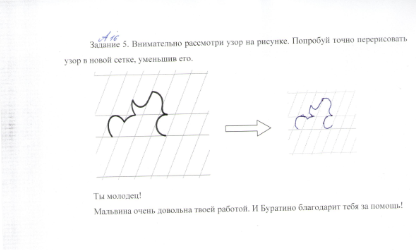 Задание 5. Внимательно рассмотри узор на рисунке. Попробуй точно перерисовать
узор в новой сетке, уменьшив его.
Ты молодец!
Мальвина очень довольна твоей работой. И Буратино благодарит тебя за помощь!